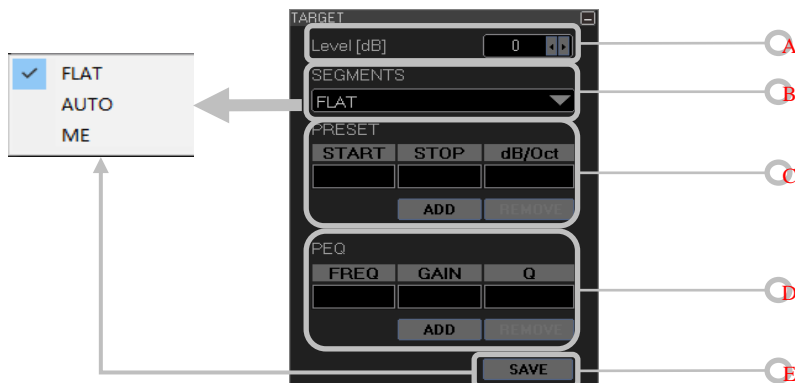 TARGET
Level [dB] 0
A
SEGMENTS
FLAT
B
FLAT
AUTO
ME
PRESET
START STOP dB/Oct
C
ADD REMOVE
PEQ
FREQ GAIN Q
D
ADD REMOVE
SAVE
E